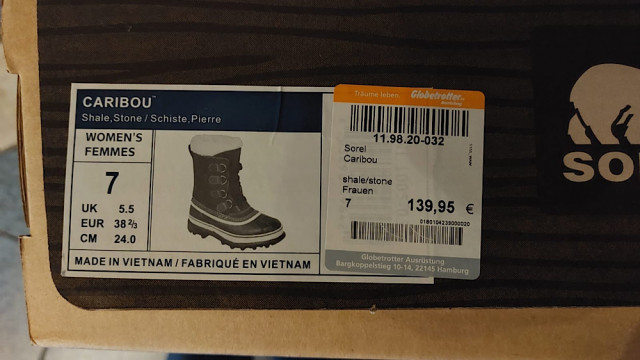 CARIBOU™
Shale,Stone / Schiste,Pierre
WOMEN'S
FEMMES
7
UK 5.5
EUR 38 2/3
CM 24.0
MADE IN VIETNAM / FABRIQUÉ EN VIETNAM
Träume leben. Globetrotter
11.98.20-032
Sorel
Caribou
shale/stone
Frauen
7 139,95 €
0189104239000020
Globetrotter Ausrüstung
Bargkoppelstieg 10-14, 22145 Hamburg
SO